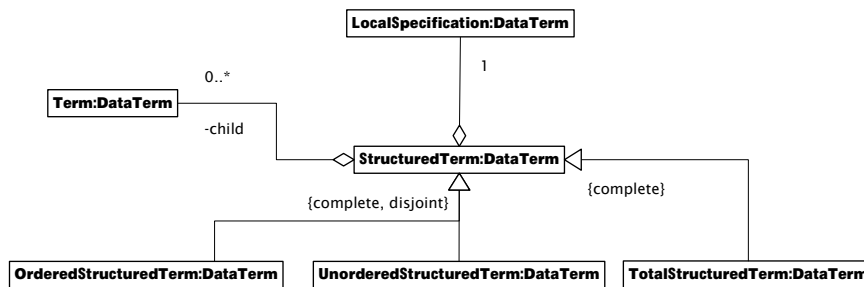 LocalSpecification:DataTerm
1
0..*
Term:DataTerm
-child
StructuredTerm:DataTerm
{complete, disjoint}
{complete}
OrderedStructuredTerm:DataTerm
UnorderedStructuredTerm:DataTerm
TotalStructuredTerm:DataTerm